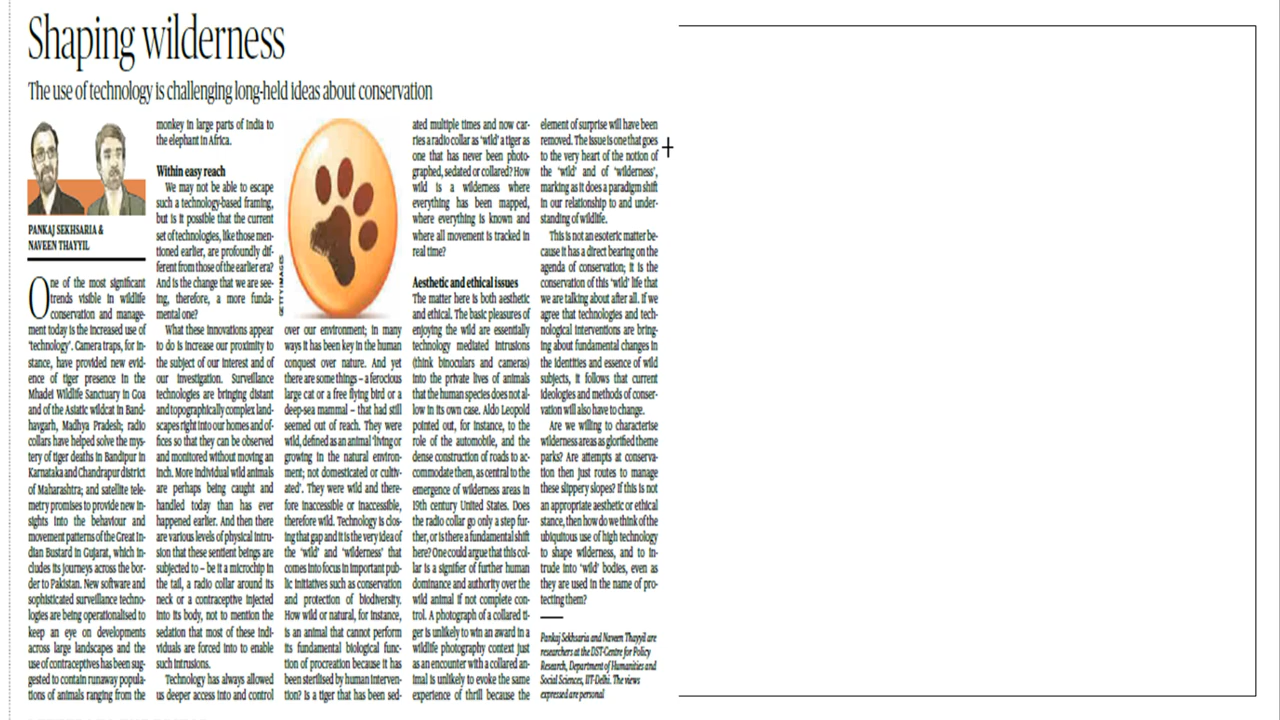 Shaping wilderness
The use of technology is challenging long-held ideas about conservation
PANKAJ SEKHSARIA &
NAVEEN THAYYIL
One of the most significant
trends visible in wildlife
conservation and manage-
ment today is the increased use of
'technology'. Camera traps, for in-
stance, have provided new evid-
ence of tiger presence in the
Mhadei Wildlife Sanctuary in Goa
and of the Asiatic wildcat in Band-
havgarh, Madhya Pradesh; radio
collars have helped solve the mys-
tery of tiger deaths in Bandipur in
Karnataka and Chandrapur district
of Maharashtra; and satellite tele-
metry promises to provide new in-
sights into the behaviour and
movement patterns of the Great In-
dian Bustard in Gujarat, which in-
cludes its journeys across the bor-
der to Pakistan. New software and
sophisticated surveillance techno-
logies are being operationalised to
keep an eye on developments
across large landscapes and the
use of contraceptives has been sug-
gested to contain runaway popula-
tions of animals ranging from the
monkey in large parts of India to
the elephant in Africa.
Within easy reach
We may not be able to escape
such a technology-based framing,
but is it possible that the current
set of technologies, like those men-
tioned earlier, are profoundly dif-
ferent from those of the earlier era?
And is the change that we are see-
ing, therefore, a more funda-
mental one?
What these innovations appear
to do is increase our proximity to
the subject of our interest and of
our investigation. Surveillance
technologies are bringing distant
and topographically complex land-
scapes right into our homes and of-
fices so that they can be observed
and monitored without moving an
inch. More individual wild animals
are perhaps being caught and
handled today than has ever
happened earlier. And then there
are various levels of physical intru-
sion that these sentient beings are
subjected to – be it a microchip in
the tail, a radio collar around its
neck or a contraceptive injected
into its body, not to mention the
sedation that most of these indi-
viduals are forced into to enable
such intrusions.
Technology has always allowed
us deeper access into and control
GETTY IMAGES
over our environment; in many
ways it has been key in the human
conquest over nature. And yet
there are some things – a ferocious
large cat or a free flying bird or a
deep-sea mammal – that had still
seemed out of reach. They were
wild, defined as an animal 'living or
growing in the natural environ-
ment; not domesticated or cultiv-
ated'. They were wild and there-
fore inaccessible or inaccessible,
therefore wild. Technology is clos-
ing that gap and it is the very idea of
the 'wild' and 'wilderness' that
comes into focus in important pub-
lic initiatives such as conservation
and protection of biodiversity.
How wild or natural, for instance,
is an animal that cannot perform
its fundamental biological func-
tion of procreation because it has
been sterilised by human interven-
tion? Is a tiger that has been sed-
ated multiple times and now car-
ries a radio collar as 'wild' a tiger as
one that has never been photo-
graphed, sedated or collared? How
wild is a wilderness where
everything has been mapped,
where everything is known and
where all movement is tracked in
real time?
Aesthetic and ethical issues
The matter here is both aesthetic
and ethical. The basic pleasures of
enjoying the wild are essentially
technology mediated intrusions
(think binoculars and cameras)
into the private lives of animals
that the human species does not al-
low in its own case. Aldo Leopold
pointed out, for instance, to the
role of the automobile, and the
dense construction of roads to ac-
commodate them, as central to the
emergence of wilderness areas in
19th century United States. Does
the radio collar go only a step fur-
ther, or is there a fundamental shift
here? One could argue that this col-
lar is a signifier of further human
dominance and authority over the
wild animal if not complete con-
trol. A photograph of a collared ti-
ger is unlikely to win an award in a
wildlife photography context just
as an encounter with a collared an-
imal is unlikely to evoke the same
experience of thrill because the
element of surprise will have been
removed. The issue is one that goes
to the very heart of the notion of
the 'wild' and of 'wilderness',
marking as it does a paradigm shift
in our relationship to and under-
standing of wildlife.
This is not an esoteric matter be-
cause it has a direct bearing on the
agenda of conservation; it is the
conservation of this 'wild' life that
we are talking about after all. If we
agree that technologies and tech-
nological interventions are bring-
ing about fundamental changes in
the identities and essence of wild
subjects, it follows that current
ideologies and methods of conser-
vation will also have to change.
Are we willing to characterise
wilderness areas as glorified theme
parks? Are attempts at conserva-
tion then just routes to manage
these slippery slopes? If this is not
an appropriate aesthetic or ethical
stance, then how do we think of the
ubiquitous use of high technology
to shape wilderness, and to in-
trude into 'wild' bodies, even as
they are used in the name of pro-
tecting them?
Pankaj Sekhsaria and Naveen Thayyil are
researchers at the DST-Centre for Policy
Research, Department of Humanities and
Social Sciences, IIT-Delhi. The views
expressed are personal